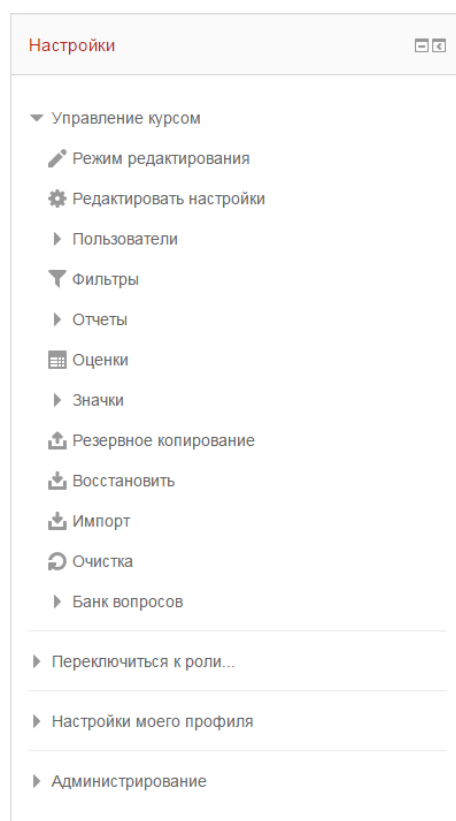 Настройки
Управление курсом
Режим редактирования
Редактировать настройки
Пользователи
Фильтры
Отчеты
Оценки
Значки
Резервное копирование
Восстановить
Импорт
Очистка
Банк вопросов
Переключиться к роли...
Настройки моего профиля
Администрирование